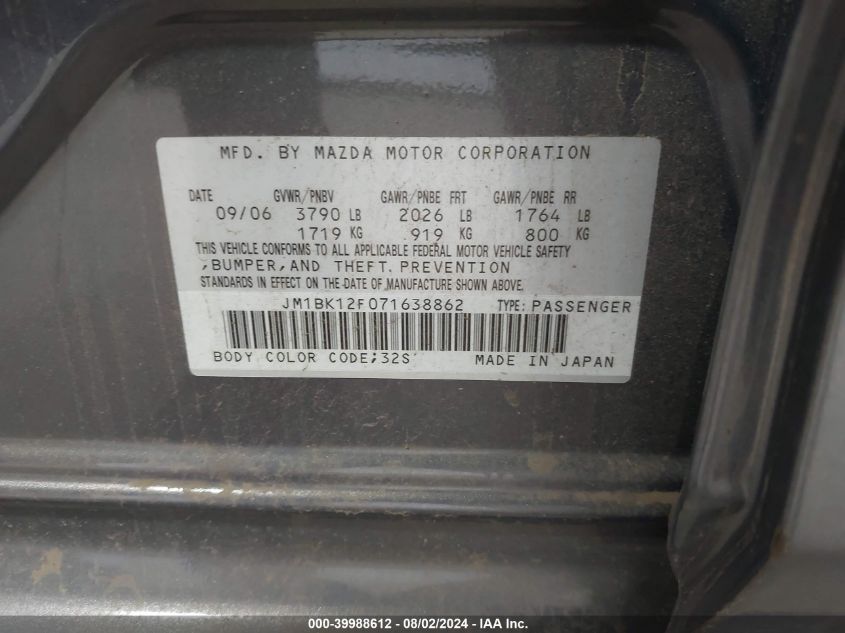 MFD. BY MAZDA MOTOR CORPORATION
DATE GVWR/PNBV GAWR/PNBE FRT GAWR/PNBE RR
09/06 3790 LB 2026 LB 1764 LB
1719 KG 919 KG 800 KG
THIS VEHICLE CONFORMS TO ALL APPLICABLE FEDERAL MOTOR VEHICLE SAFETY
,BUMPER,AND THEFT PREVENTION
STANDARDS IN EFFECT ON THE DATE OF MANUFACTURE SHOWN ABOVE.
JM1BK12F071638862 TYPE: PASSENGER
BODY COLOR CODE;32S MADE IN JAPAN
000-39988612 - 08/02/2024 - IAA Inc.